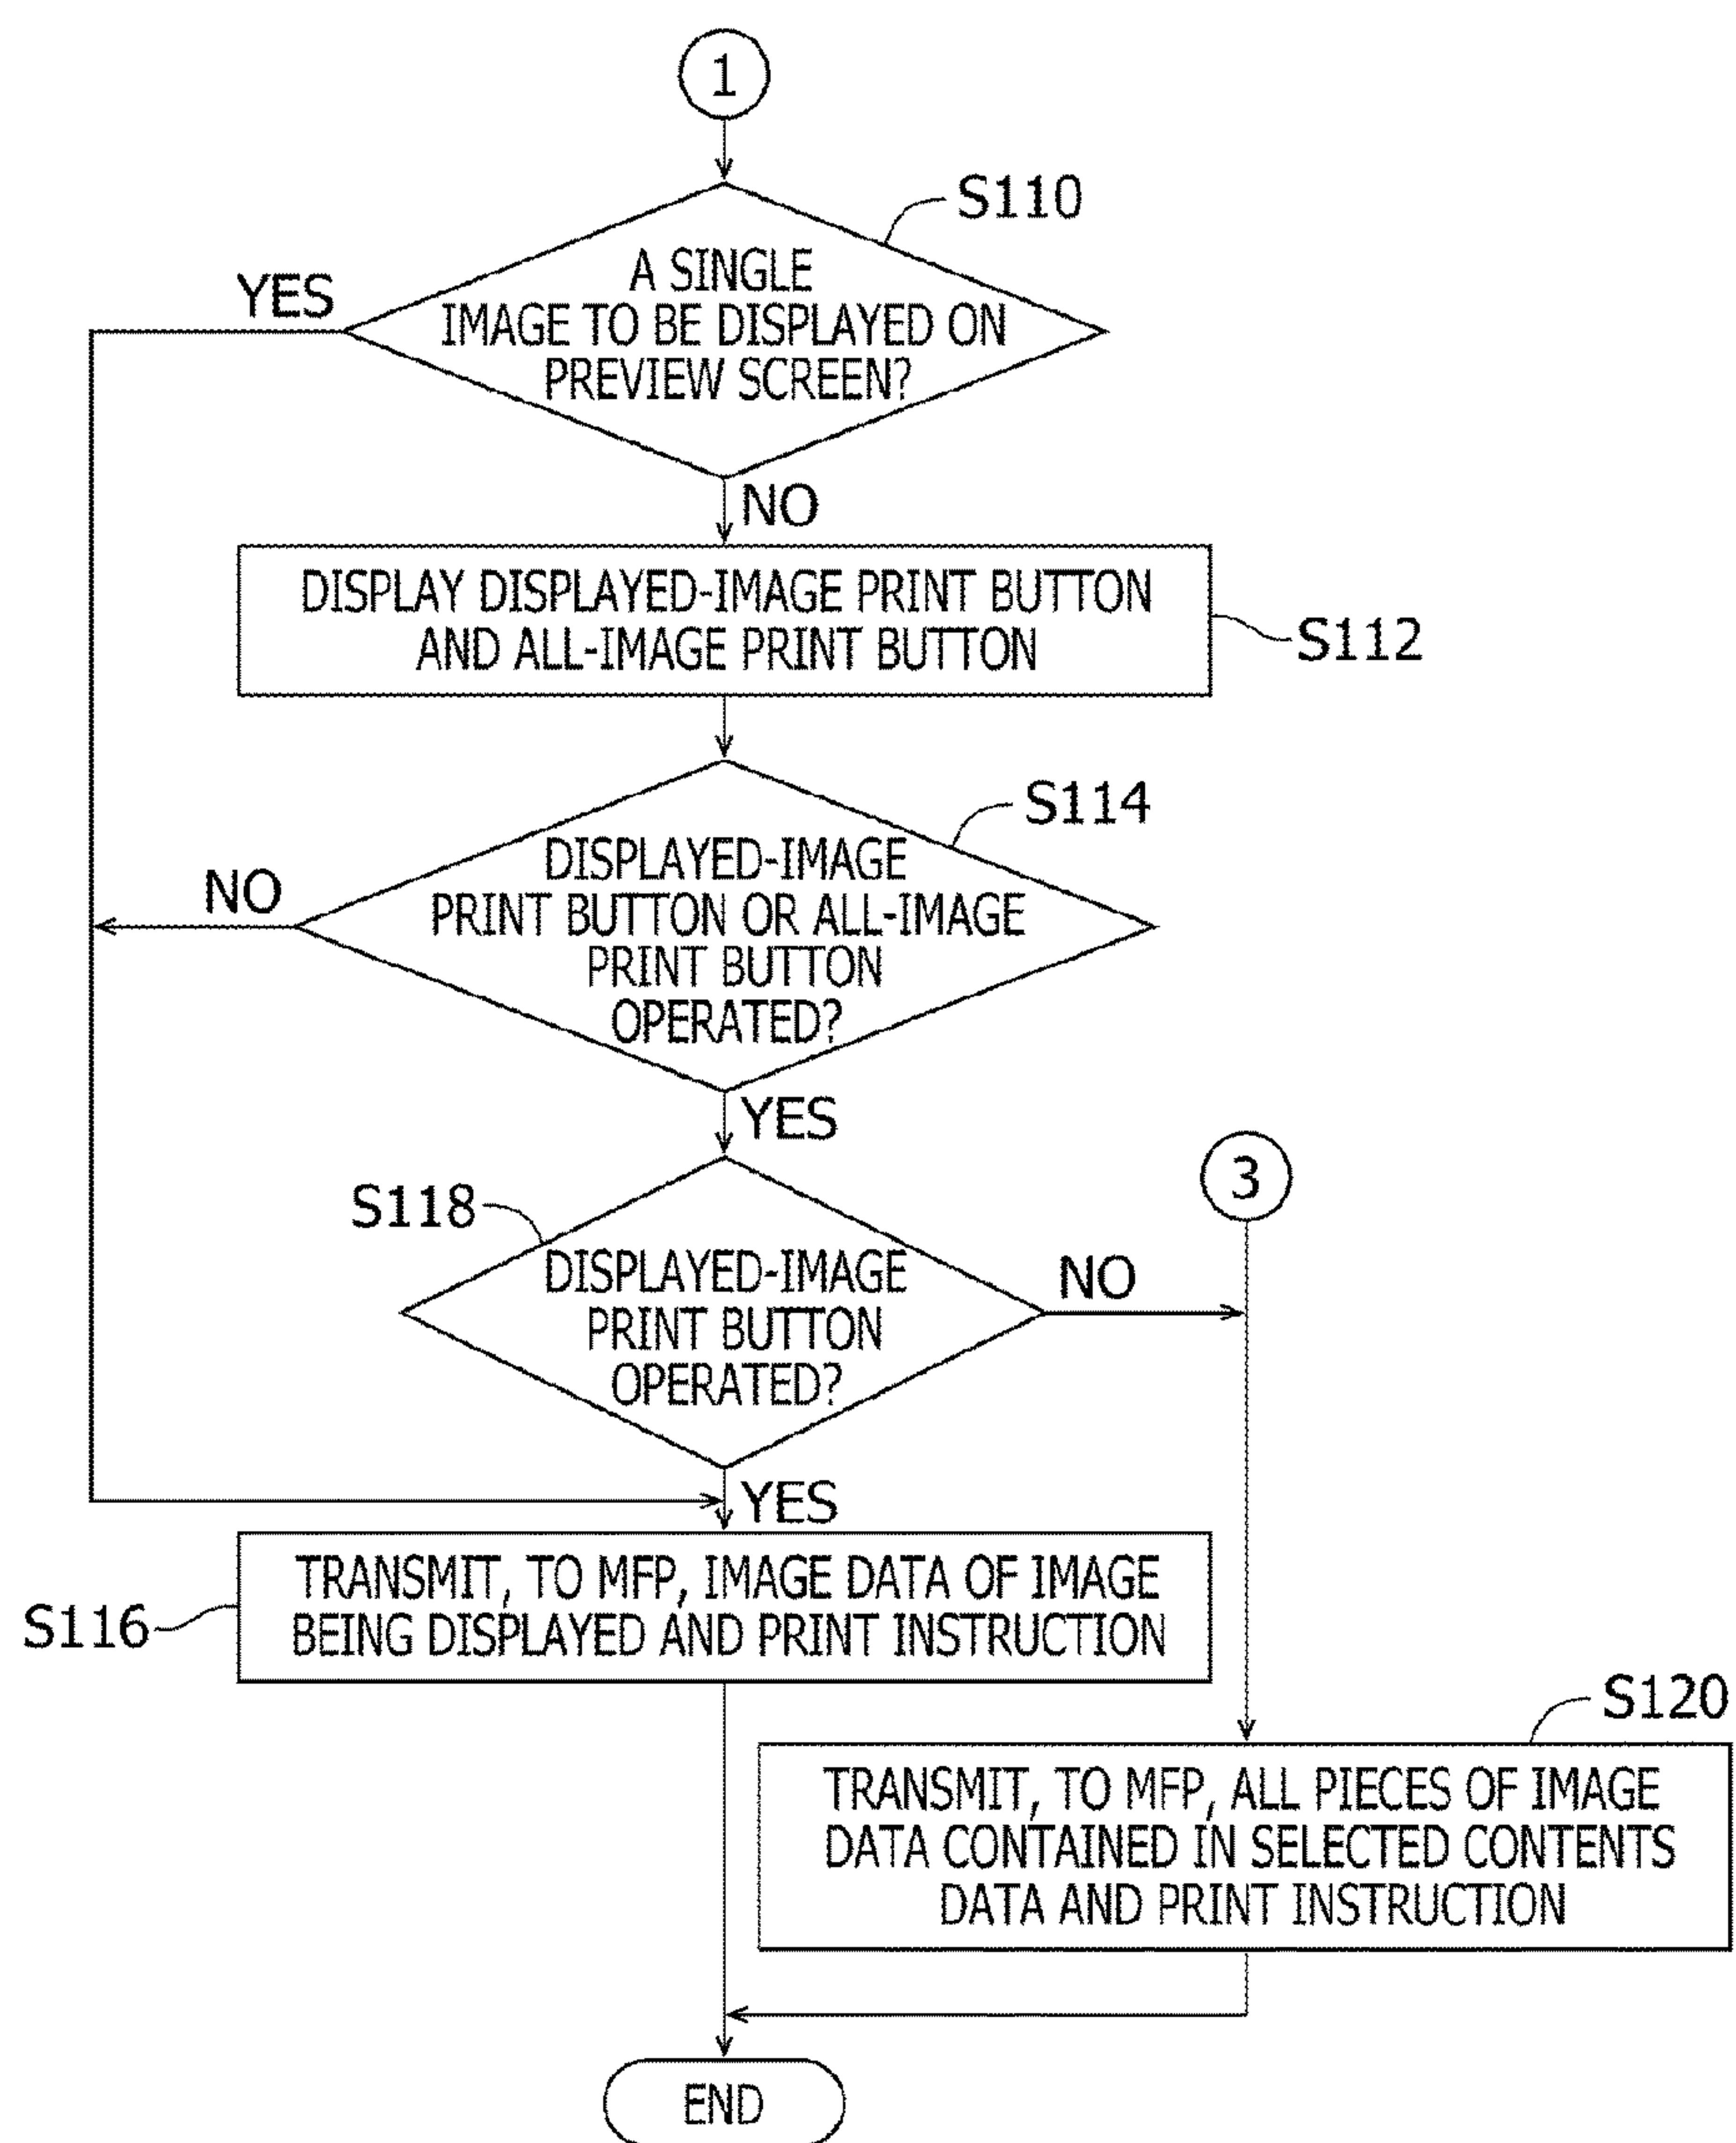 1
S110
A SINGLE
IMAGE TO BE DISPLAYED ON
PREVIEW SCREEN?
YES
NO
DISPLAY DISPLAYED-IMAGE PRINT BUTTON
AND ALL-IMAGE PRINT BUTTON
S112
S114
DISPLAYED-IMAGE
PRINT BUTTON OR ALL-IMAGE
PRINT BUTTON
OPERATED?
NO
YES
3
S118
DISPLAYED-IMAGE
PRINT BUTTON
OPERATED?
NO
YES
TRANSMIT, TO MFP, IMAGE DATA OF IMAGE
BEING DISPLAYED AND PRINT INSTRUCTION
S116
S120
TRANSMIT, TO MFP, ALL PIECES OF IMAGE
DATA CONTAINED IN SELECTED CONTENTS
DATA AND PRINT INSTRUCTION
END